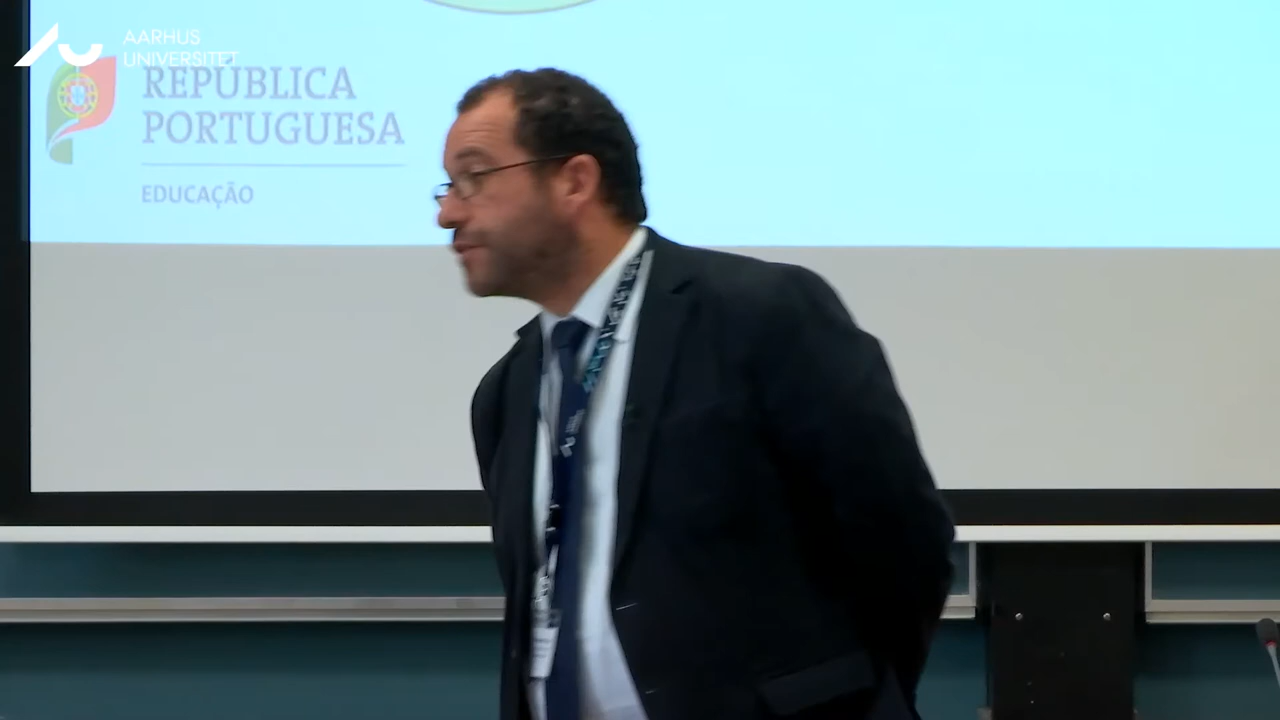 AARHUS
UNIVERSITET
REPÚBLICA
PORTUGUESA
EDUCAÇÃO